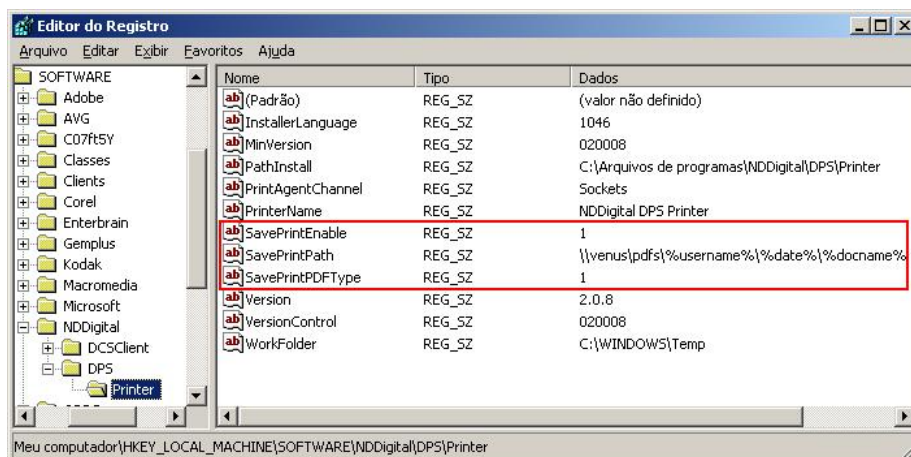 Editor do Registro
Arquivo Editar Exibir Favoritos Ajuda
SOFTWARE
Adobe
AVG
C07ft5Y
Classes
Clients
Corel
Enterbrain
Gemplus
Kodak
Macromedia
Microsoft
NDDigital
DCSClient
DPS
Printer
Nome Tipo Dados
(Padrão) REG_SZ (valor não definido)
InstallerLanguage REG_SZ 1046
MinVersion REG_SZ 020008
PathInstall REG_SZ C:\Arquivos de programas\NDDigital\DPS\Printer
PrintAgentChannel REG_SZ Sockets
PrinterName REG_SZ NDDigital DPS Printer
SavePrintEnable REG_SZ 1
SavePrintPath REG_SZ \\venus\pdfs\%username%\%date%\%docname%
SavePrintPDFType REG_SZ 1
Version REG_SZ 2.0.8
VersionControl REG_SZ 020008
WorkFolder REG_SZ C:\WINDOWS\Temp
Meu computador\HKEY_LOCAL_MACHINE\SOFTWARE\NDDigital\DPS\Printer